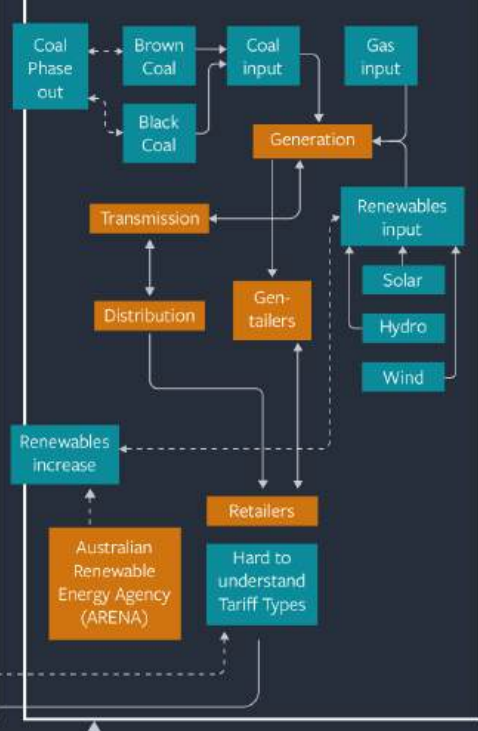 Coal
Phase
out
Brown
Coal
Coal
input
Gas
input
Black
Coal
Generation
Transmission
Renewables
input
Solar
Gen-
tailers
Distribution
Hydro
Wind
Renewables
increase
Retailers
Australian
Renewable
Energy Agency
(ARENA)
Hard to
understand
Tariff Types